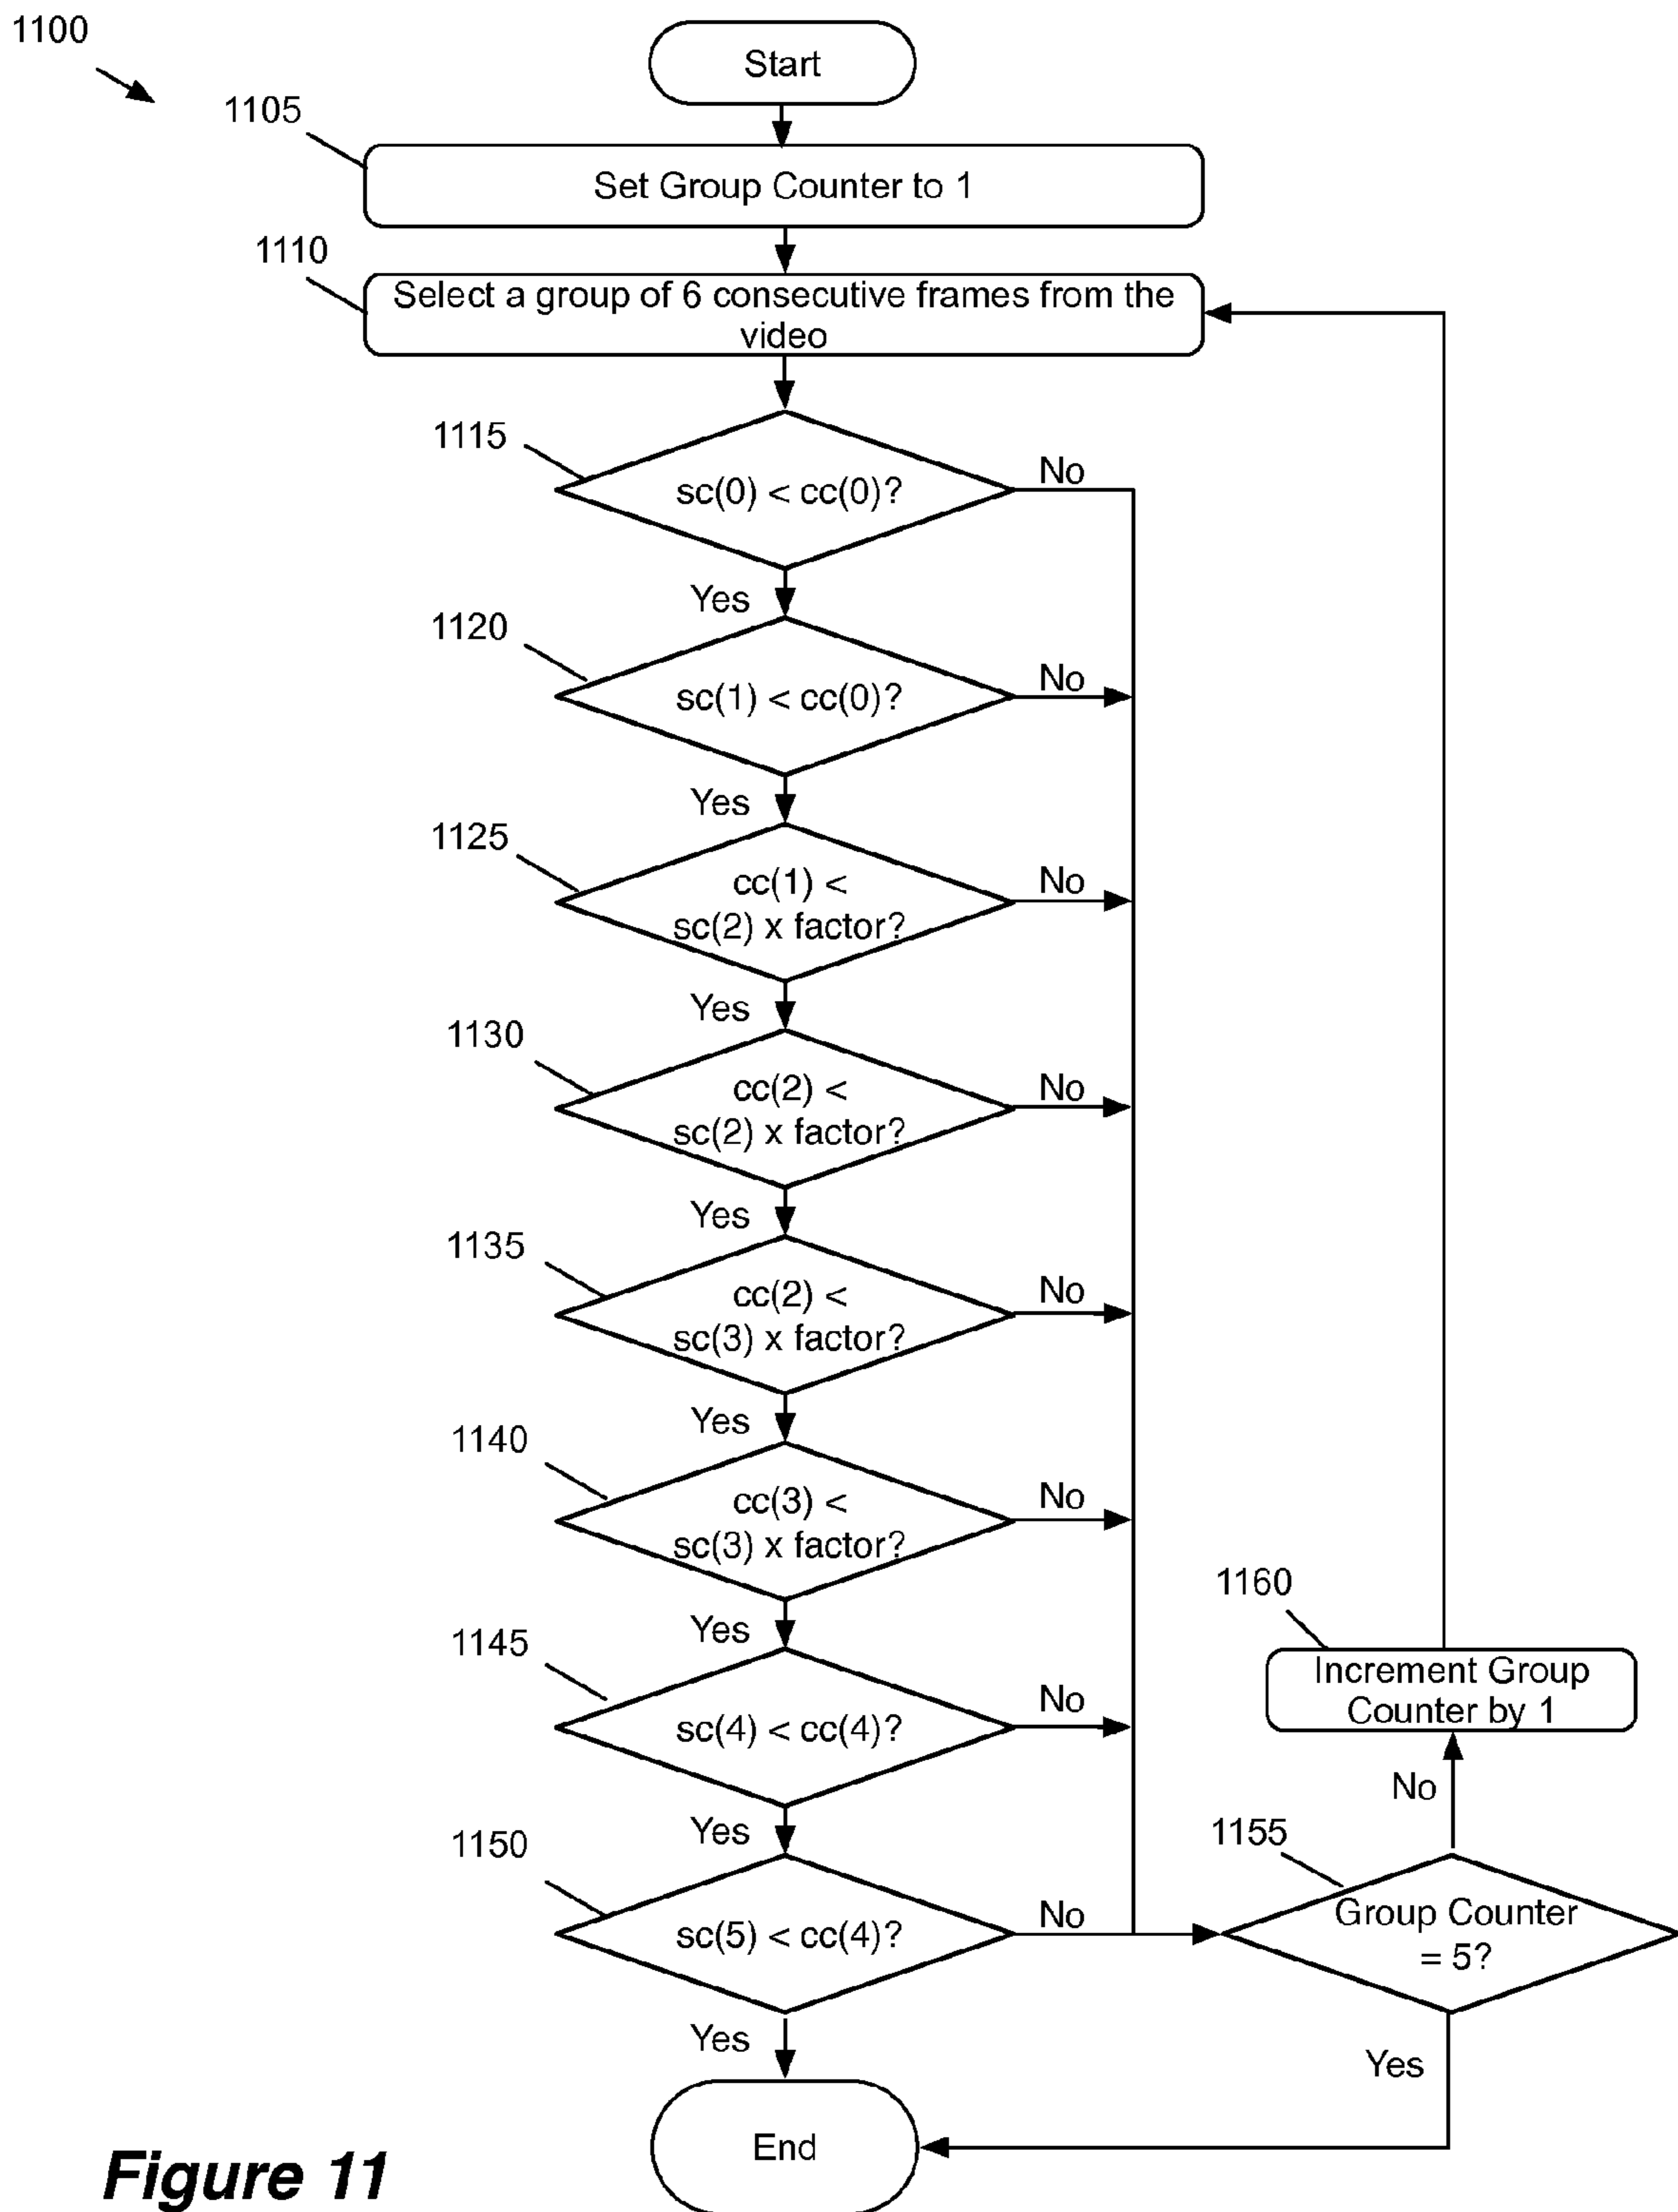 1100
Start
1105
Set Group Counter to 1
1110
Select a group of 6 consecutive frames from the
video
1115
sc(0) < cc(0)?
No
Yes
1120
sc(1) < cc(0)?
No
Yes
1125
cc(1) <
sc(2) x factor?
No
Yes
1130
cc(2) <
sc(2) x factor?
No
Yes
1135
cc(2) <
sc(3) x factor?
No
Yes
1140
cc(3) <
sc(3) x factor?
No
Yes
1145
sc(4) < cc(4)?
No
Yes
1150
sc(5) < cc(4)?
No
Yes
1160
Increment Group
Counter by 1
No
1155
Group Counter
= 5?
Yes
End
Figure 11